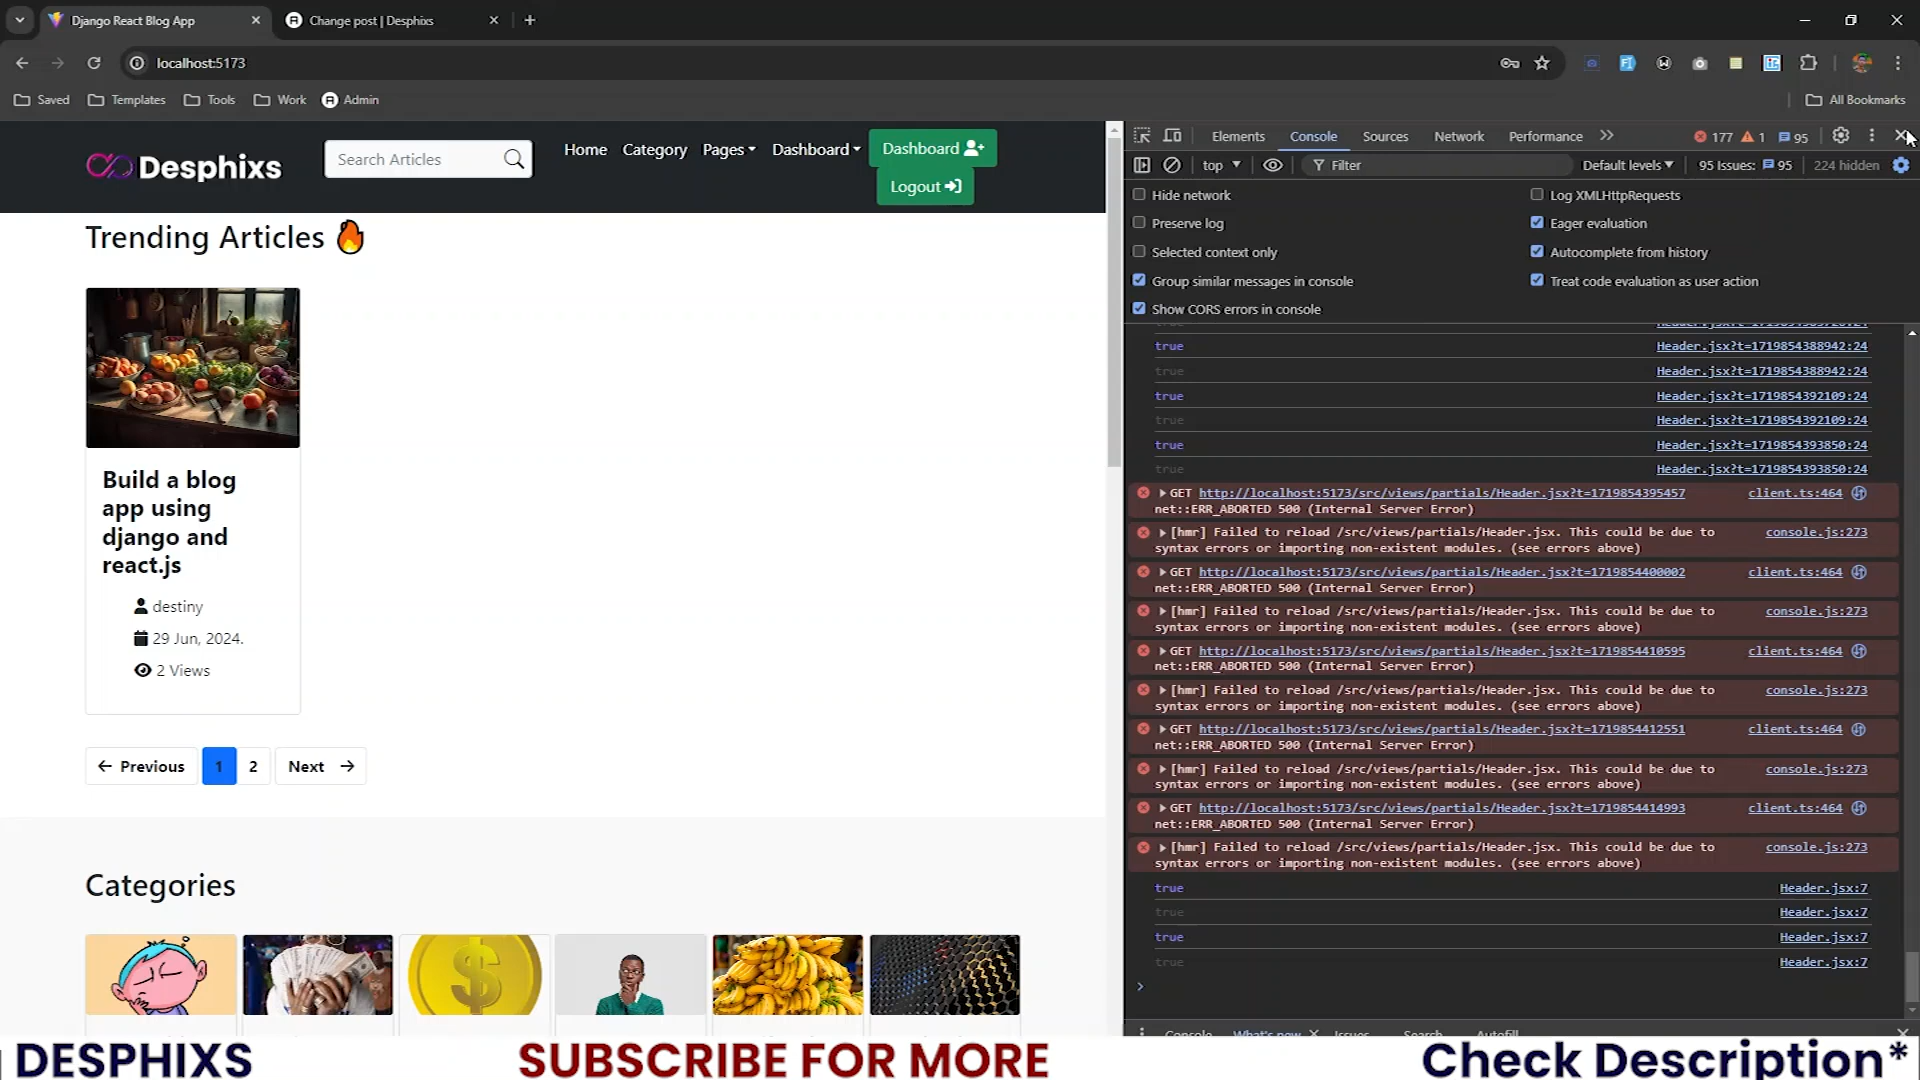 Django React Blog App
Change post | Desphixs
localhost:5173
Saved
Templates
Tools
Work
Admin
All Bookmarks
Desphixs
Search Articles
Home
Category
Pages
Dashboard
Dashboard
Logout
Trending Articles 🔥
Build a blog
app using
django and
react.js
destiny
29 Jun, 2024.
2 Views
← Previous
1
2
Next →
Categories
Elements
Console
Sources
Network
Performance
177
1
95
top
Filter
Default levels
95 Issues:
95
224 hidden
Hide network
Log XMLHttpRequests
Preserve log
Eager evaluation
Selected context only
Autocomplete from history
Group similar messages in console
Treat code evaluation as user action
Show CORS errors in console
true Header.jsx?t=1719854388942:24
true Header.jsx?t=1719854388942:24
true Header.jsx?t=1719854392109:24
true Header.jsx?t=1719854392109:24
true Header.jsx?t=1719854393850:24
true Header.jsx?t=1719854393850:24
GET http://localhost:5173/src/views/partials/Header.jsx?t=1719854395457 client.ts:464
net::ERR_ABORTED 500 (Internal Server Error)
[hmr] Failed to reload /src/views/partials/Header.jsx. This could be due to console.js:273
syntax errors or importing non-existent modules. (see errors above)
GET http://localhost:5173/src/views/partials/Header.jsx?t=1719854400002 client.ts:464
net::ERR_ABORTED 500 (Internal Server Error)
[hmr] Failed to reload /src/views/partials/Header.jsx. This could be due to console.js:273
syntax errors or importing non-existent modules. (see errors above)
GET http://localhost:5173/src/views/partials/Header.jsx?t=1719854410595 client.ts:464
net::ERR_ABORTED 500 (Internal Server Error)
[hmr] Failed to reload /src/views/partials/Header.jsx. This could be due to console.js:273
syntax errors or importing non-existent modules. (see errors above)
GET http://localhost:5173/src/views/partials/Header.jsx?t=1719854412551 client.ts:464
net::ERR_ABORTED 500 (Internal Server Error)
[hmr] Failed to reload /src/views/partials/Header.jsx. This could be due to console.js:273
syntax errors or importing non-existent modules. (see errors above)
GET http://localhost:5173/src/views/partials/Header.jsx?t=1719854414993 client.ts:464
net::ERR_ABORTED 500 (Internal Server Error)
[hmr] Failed to reload /src/views/partials/Header.jsx. This could be due to console.js:273
syntax errors or importing non-existent modules. (see errors above)
true Header.jsx:7
true Header.jsx:7
true Header.jsx:7
true Header.jsx:7
Console
What's new
Issues
Search
Autofill
DESPHIXS
SUBSCRIBE FOR MORE
Check Description*